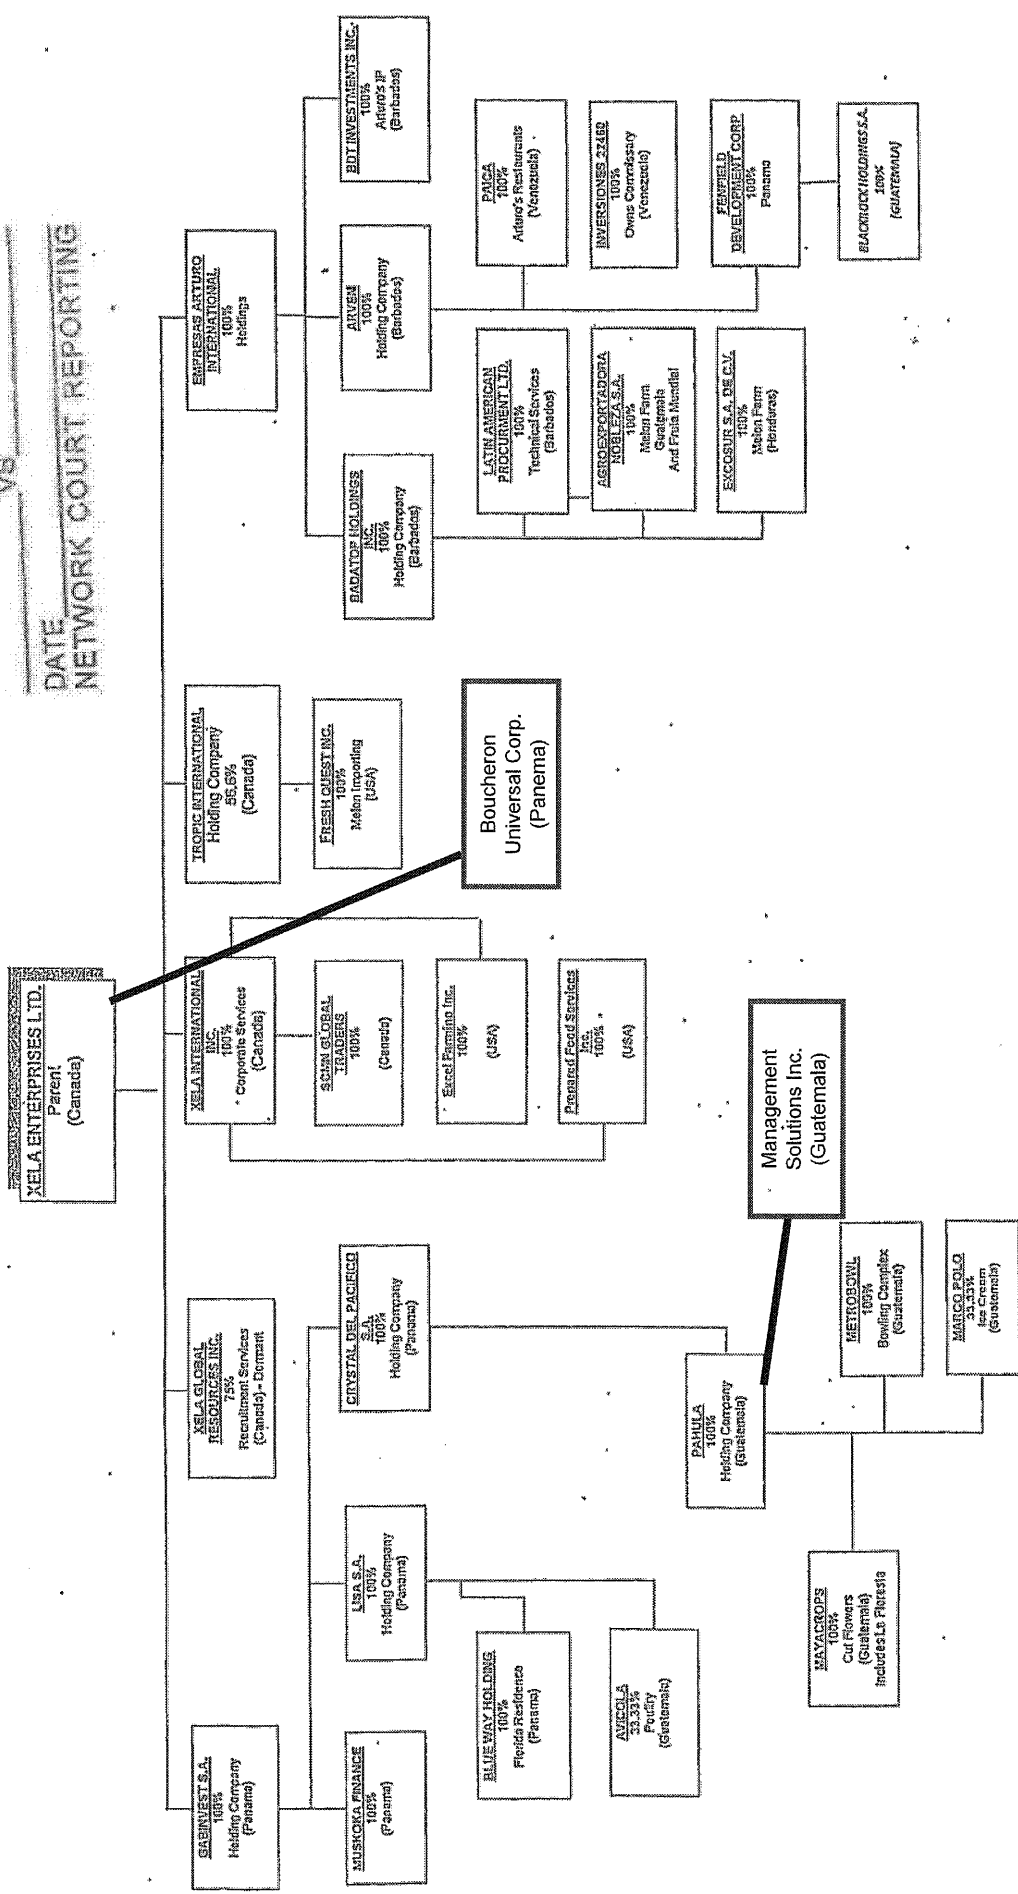 VS
DATE
NETWORK COURT REPORTING
XELA ENTERPRISES LTD.
Parent
(Canada)
GABINVEST S.A.
100%
Holding Company
(Panama)
XELA GLOBAL
RESOURCES INC.
75%
Recruitment Services
(Canada) - Dormant
XELA INTERNATIONAL
INC.
100%
Corporate Services
(Canada)
TROPIC INTERNATIONAL
Holding Company
(Canada)
EMPRESAS ARTURO
INTERNATIONAL
100%
Holdings
MUSKOKA FINANCE
100%
(Panama)
LISA S.A.
100%
Holding Company
(Panama)
CRYSTAL DEL PACIFICO
S.A.
100%
Holding Company
(Panama)
SCMN GLOBAL
TRADERS
100%
(Canada)
FRESH QUEST INC.
100%
Melon Importing
(USA)
BADATOP HOLDINGS
INC.
100%
Holding Company
(Barbados)
ARVEM
100%
Holding Company
(Barbados)
BDT INVESTMENTS INC.
100%
Arturo's IP
(Barbados)
BLUE WAY HOLDING
100%
Florida Residence
(Panama)
Excel Farming Inc.
100%
(USA)
Boucheron
Universal Corp.
(Panema)
LATIN AMERICAN
PROCURMENT LTD.
100%
Technical Services
(Barbados)
PAICA
100%
Arturo's Restaurants
(Venezuela)
AVICOLA
33.33%
Poultry
(Guatemala)
Prepared Food Services
Inc.
100%
(USA)
AGROEXPORTADORA
NOBLEZA S.A.
100%
Melon Farm
Guatemala
And Fruta Mundial
INVERSIONES 22460
100%
Owns Commissary
(Venezuela)
PAHULA
100%
Holding Company
(Guatemala)
Management
Solutions Inc.
(Guatemala)
EXCOSUR S.A. DE C.V.
100%
Melon Farm
(Honduras)
FENFIELD
DEVELOPMENT CORP
100%
Panama
MAYACROPS
100%
Cut Flowers
(Guatemala)
Includes La Floresta
METROBOWL
100%
Bowling Complex
(Guatemala)
BLACKROCK HOLDINGS S.A.
100%
(GUATEMALA)
MARCO POLO
33.33%
Ice Cream
(Guatemala)